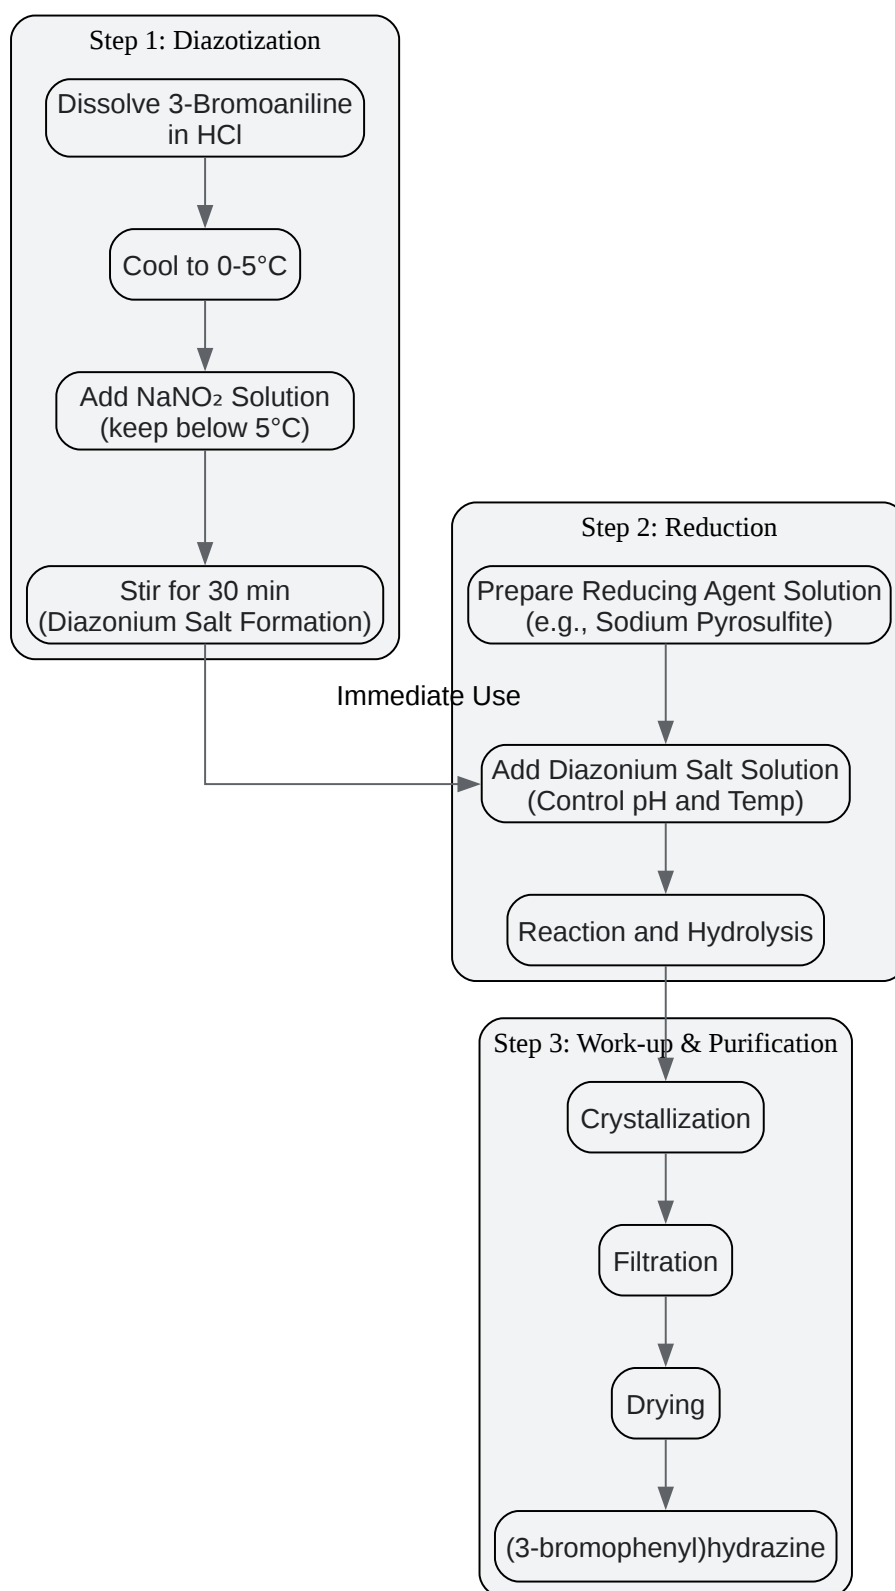 Step 1: Diazotization
Dissolve 3-Bromoaniline
in HCl
Cool to 0-5°C
Add NaNO₂ Solution
(keep below 5°C)
Stir for 30 min
(Diazonium Salt Formation)
Immediate Use
Step 2: Reduction
Prepare Reducing Agent Solution
(e.g., Sodium Pyrosulfite)
Add Diazonium Salt Solution
(Control pH and Temp)
Reaction and Hydrolysis
Step 3: Work-up & Purification
Crystallization
Filtration
Drying
(3-bromophenyl)hydrazine